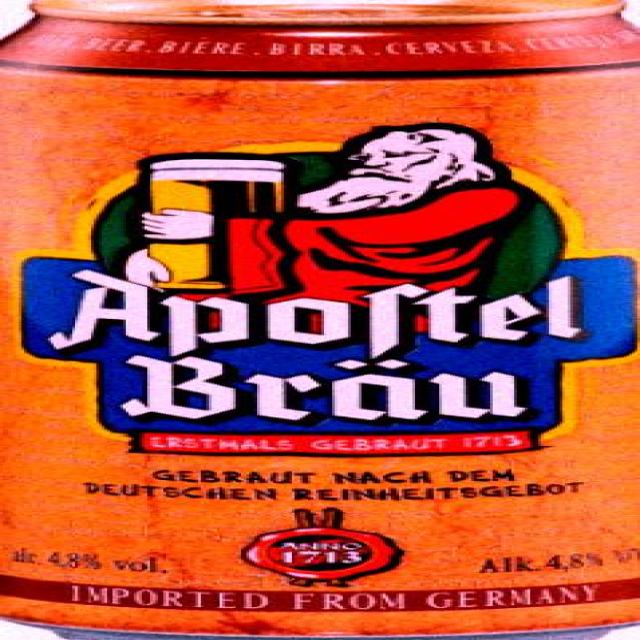 BEER.BIÈRE.BIRRA.CERVEZA
Apoſtel
Bräu
ERSTMALS GEBRAUT 1713
GEBRAUT NACH DEM
DEUTSCHEN REINHEITSGEBOT
ANNO
1713
alc 4,8% vol.
Alk. 4,8%
IMPORTED FROM GERMANY